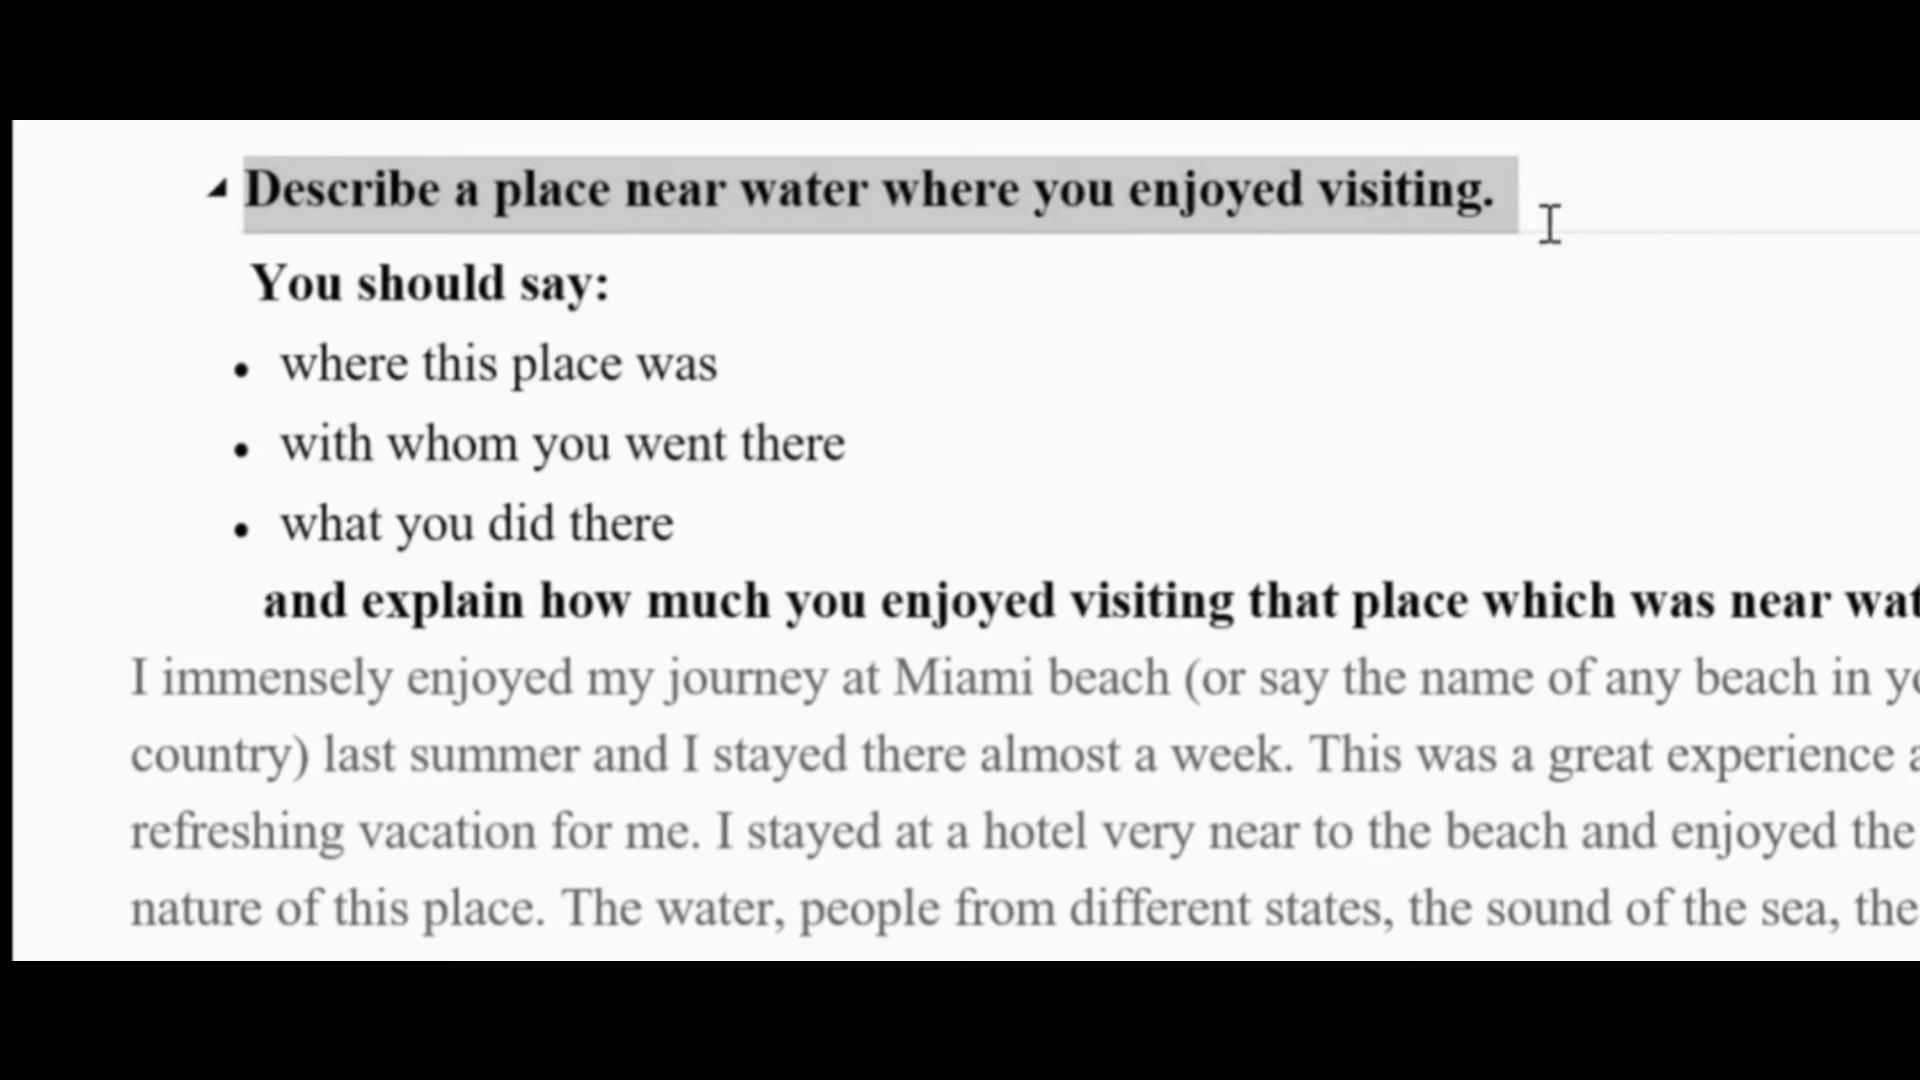 Describe a place near water where you enjoyed visiting.
You should say:
• where this place was
• with whom you went there
• what you did there
and explain how much you enjoyed visiting that place which was near
I immensely enjoyed my journey at Miami beach (or say the name of any beach in
country) last summer and I stayed there almost a week. This was a great experience
refreshing vacation for me. I stayed at a hotel very near to the beach and enjoyed the
nature of this place. The water, people from different states, the sound of the sea, the